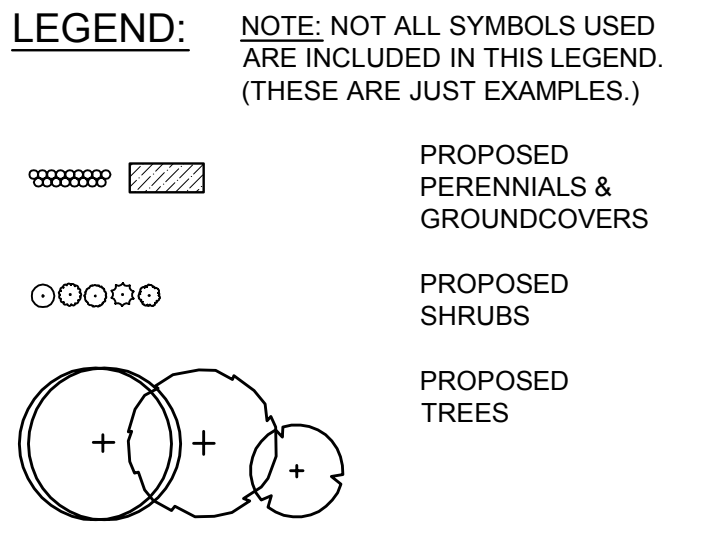 LEGEND:
NOTE: NOT ALL SYMBOLS USED
ARE INCLUDED IN THIS LEGEND.
(THESE ARE JUST EXAMPLES.)
PROPOSED
PERENNIALS &
GROUNDCOVERS
PROPOSED
SHRUBS
PROPOSED
TREES